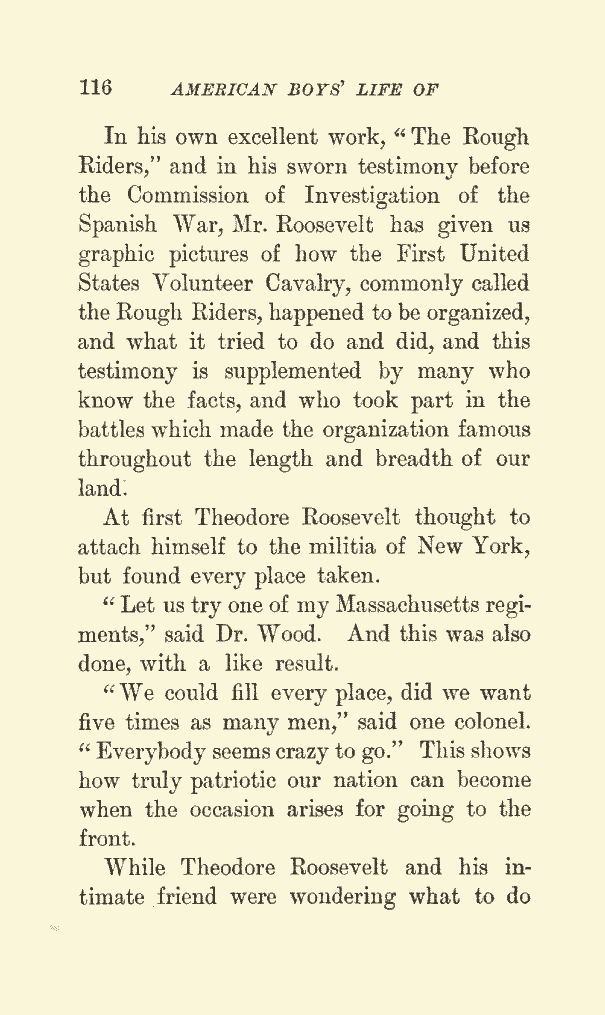 116 AMERICAN BOYS' LIFE OF
In his own excellent work, “The Rough
Riders,” and in his sworn testimony before
the Commission of Investigation of the
Spanish War, Mr. Roosevelt has given us
graphic pictures of how the First United
States Volunteer Cavalry, commonly called
the Rough Riders, happened to be organized,
and what it tried to do and did, and this
testimony is supplemented by many who
know the facts, and who took part in the
battles which made the organization famous
throughout the length and breadth of our
land.
At first Theodore Roosevelt thought to
attach himself to the militia of New York,
but found every place taken.
“Let us try one of my Massachusetts regi-
ments,” said Dr. Wood. And this was also
done, with a like result.
“We could fill every place, did we want
five times as many men,” said one colonel.
“Everybody seems crazy to go.” This shows
how truly patriotic our nation can become
when the occasion arises for going to the
front.
While Theodore Roosevelt and his in-
timate friend were wondering what to do